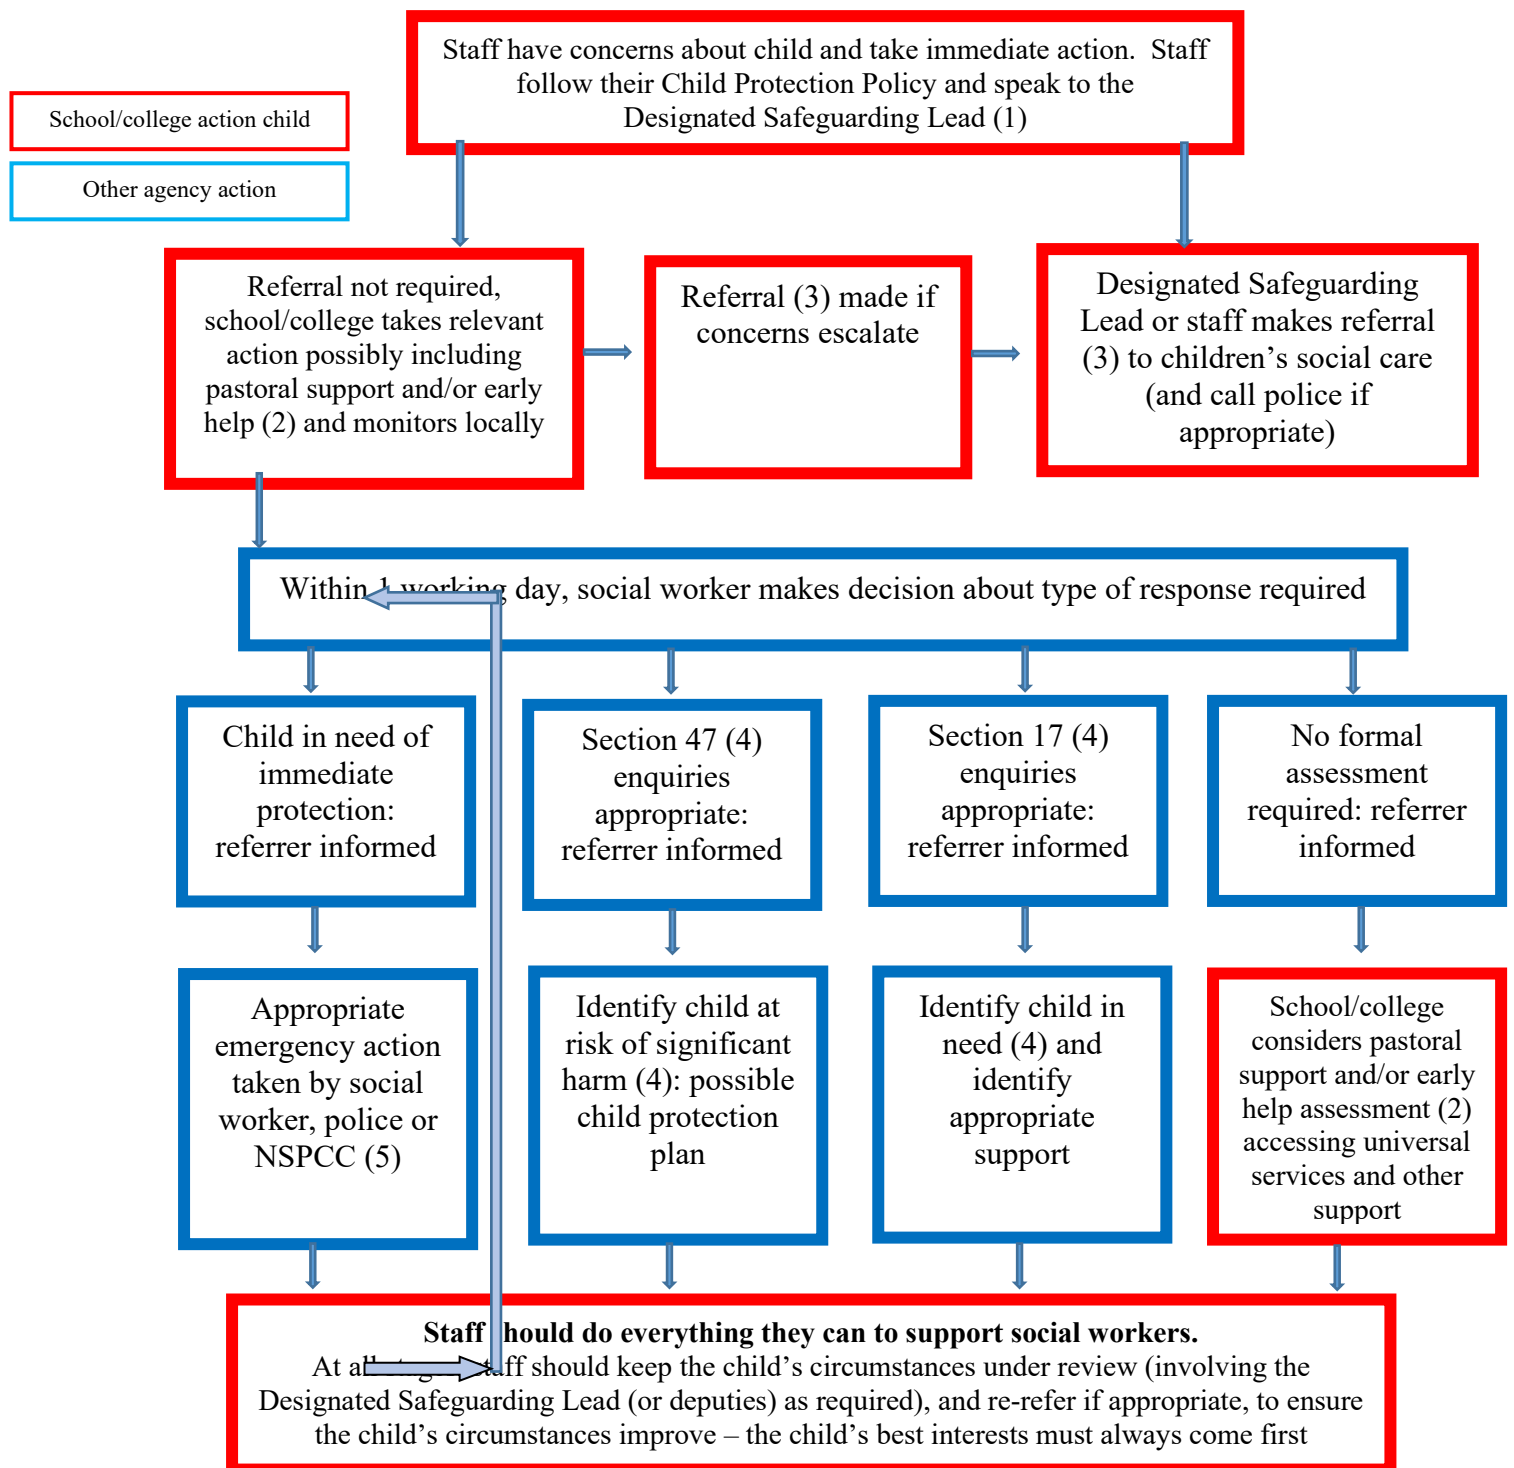 Staff have concerns about child and take immediate action.  Staff
follow their Child Protection Policy and speak to the
Designated Safeguarding Lead (1)
School/college action child
Other agency action
Referral not required,
school/college takes relevant
action possibly including
pastoral support and/or early
help (2) and monitors locally
Referral (3) made if
concerns escalate
Designated Safeguarding
Lead or staff makes referral
(3) to children’s social care
(and call police if
appropriate)
Within 1 working day, social worker makes decision about type of response required
Child in need of
immediate
protection:
referrer informed
Section 47 (4)
enquiries
appropriate:
referrer informed
Section 17 (4)
enquiries
appropriate:
referrer informed
No formal
assessment
required: referrer
informed
Appropriate
emergency action
taken by social
worker, police or
NSPCC (5)
Identify child at
risk of significant
harm (4): possible
child protection
plan
Identify child in
need (4) and
identify
appropriate
support
School/college
considers pastoral
support and/or early
help assessment (2)
accessing universal
services and other
support
Staff should do everything they can to support social workers.
At all stages staff should keep the child’s circumstances under review (involving the
Designated Safeguarding Lead (or deputies) as required), and re-refer if appropriate, to ensure
the child’s circumstances improve – the child’s best interests must always come first